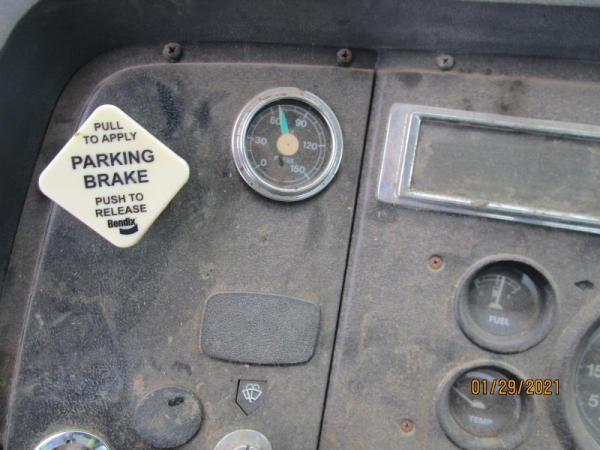 PULL
TO APPLY
PARKING
BRAKE
PUSH TO
RELEASE
Bendix
0 30 60 90 120 150
FUEL
TEMP
01/29/2021